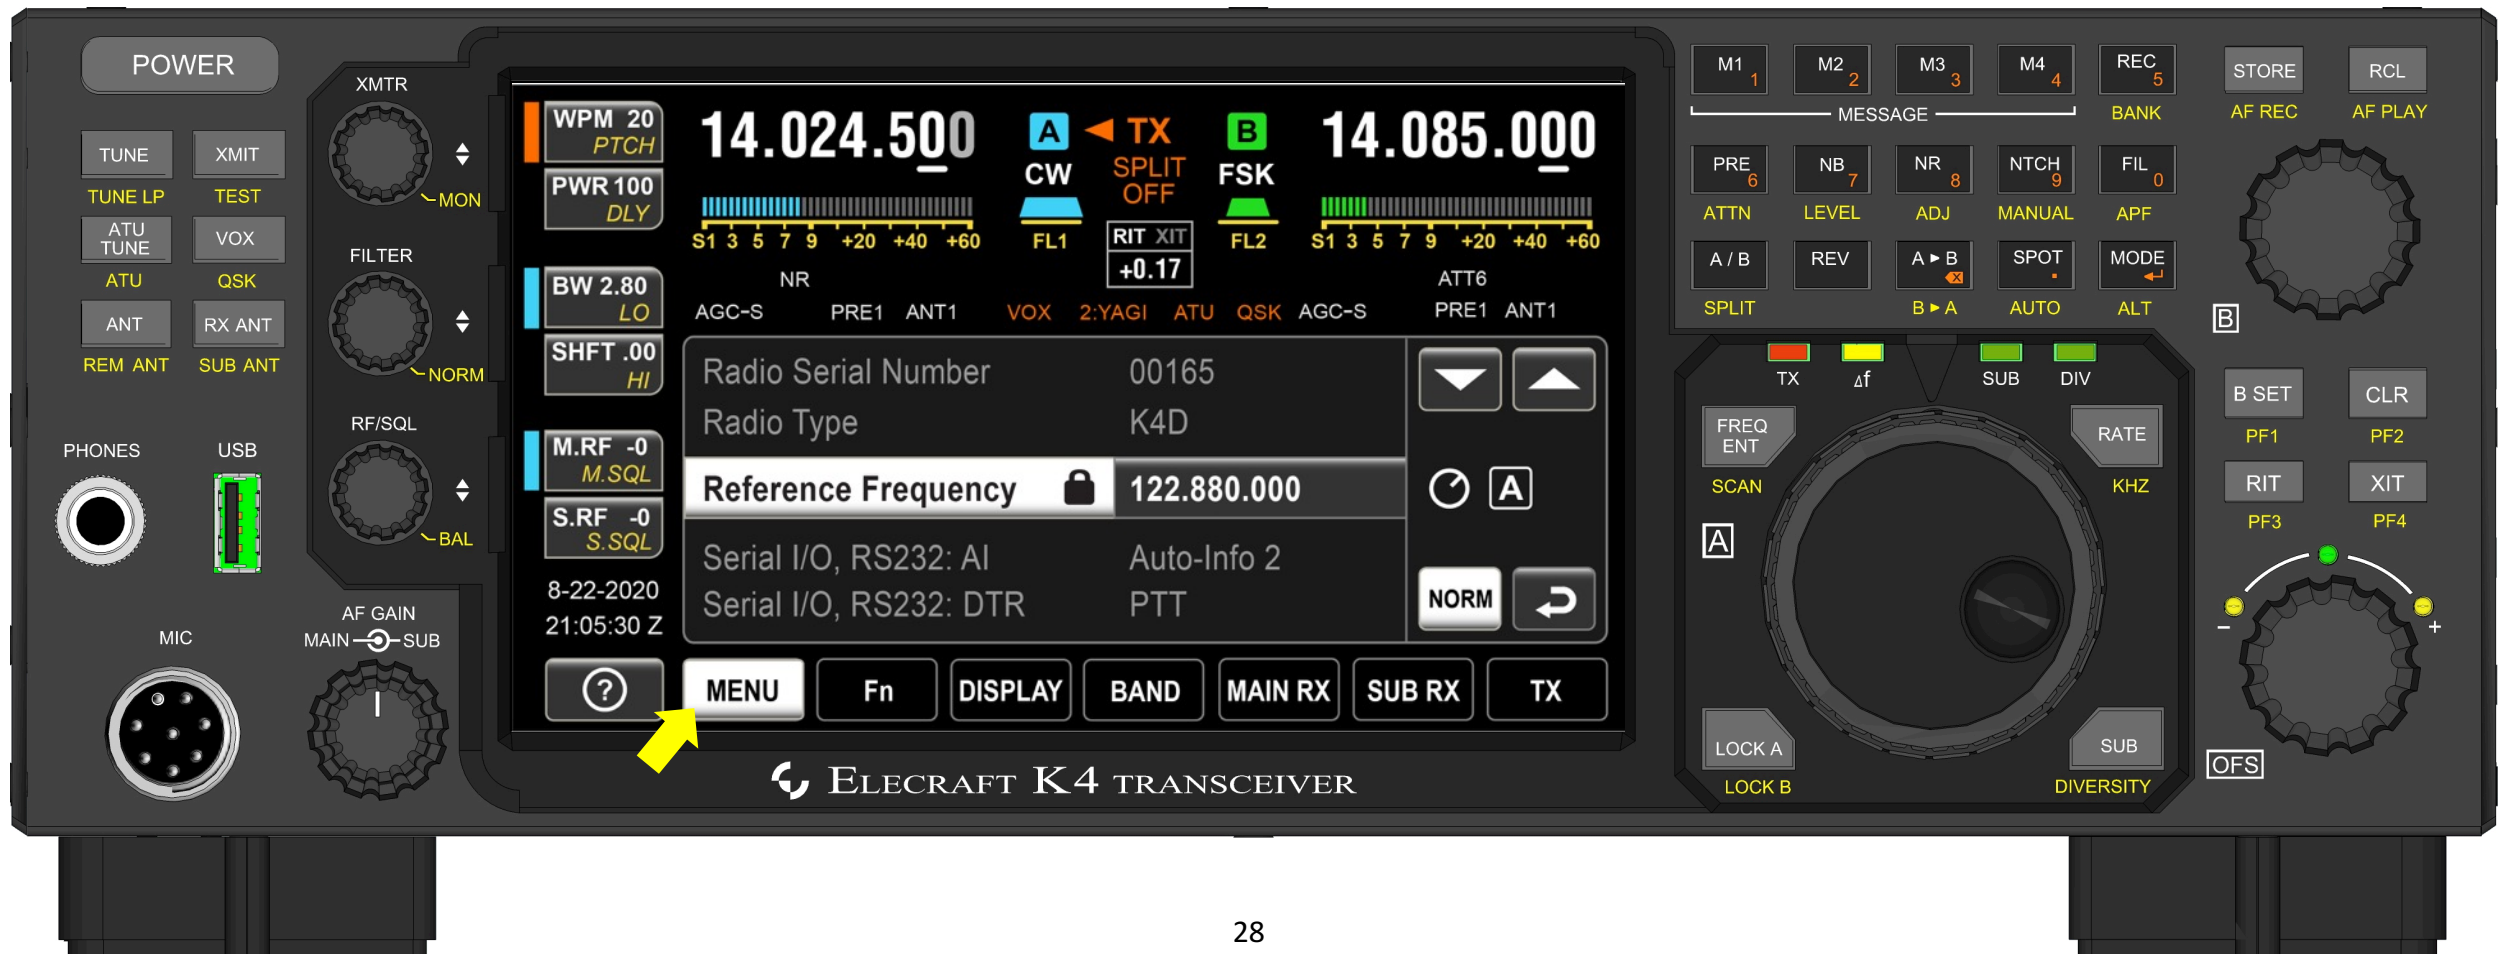 POWER
TUNE
XMIT
TUNE LP
TEST
ATU
TUNE
VOX
ATU
QSK
ANT
RX ANT
REM ANT
SUB ANT
PHONES
USB
MIC
XMTR
MON
FILTER
NORM
RF/SQL
BAL
AF GAIN
MAIN
SUB
WPM 20
PTCH
PWR 100
DLY
BW 2.80
LO
SHFT .00
HI
M.RF -0
M.SQL
S.RF -0
S.SQL
8-22-2020
21:05:30 Z
14.024.500
A
TX
B
14.085.000
CW
SPLIT
OFF
FSK
S1 3 5 7 9 +20 +40 +60
FL1
RIT XIT
+0.17
FL2
S1 3 5 7 9 +20 +40 +60
NR
ATT6
AGC-S
PRE1
ANT1
VOX
2:YAGI
ATU
QSK
AGC-S
PRE1
ANT1
Radio Serial Number 00165
Radio Type K4D
Reference Frequency 122.880.000
A
Serial I/O, RS232: AI Auto-Info 2
Serial I/O, RS232: DTR PTT
NORM
?
MENU
Fn
DISPLAY
BAND
MAIN RX
SUB RX
TX
ELECRAFT K4 TRANSCEIVER
M1 1
M2 2
M3 3
M4 4
REC 5
MESSAGE
BANK
PRE 6
NB 7
NR 8
NTCH 9
FIL 0
ATTN
LEVEL
ADJ
MANUAL
APF
A / B
REV
A ▸ B
SPOT .
MODE
SPLIT
B ▸ A
AUTO
ALT
TX
Δf
SUB
DIV
FREQ
ENT
RATE
SCAN
KHZ
A
LOCK A
SUB
LOCK B
DIVERSITY
STORE
RCL
AF REC
AF PLAY
B
B SET
CLR
PF1
PF2
RIT
XIT
PF3
PF4
− +
OFS
28